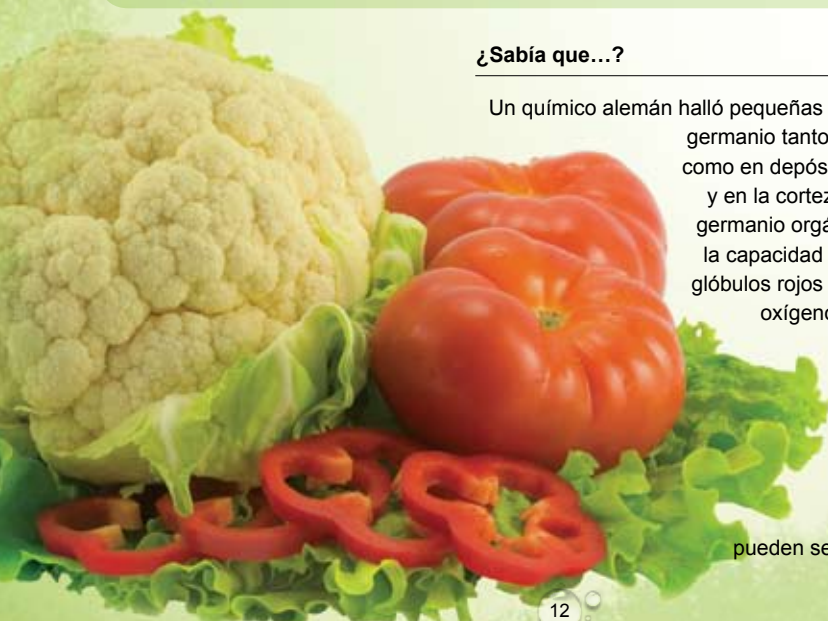 ¿Sabía que…?
Un químico alemán halló pequeñas
germanio tanto
como en depós
y en la cortez
germanio orgá
la capacidad
glóbulos rojos
oxígeno
pueden se
12